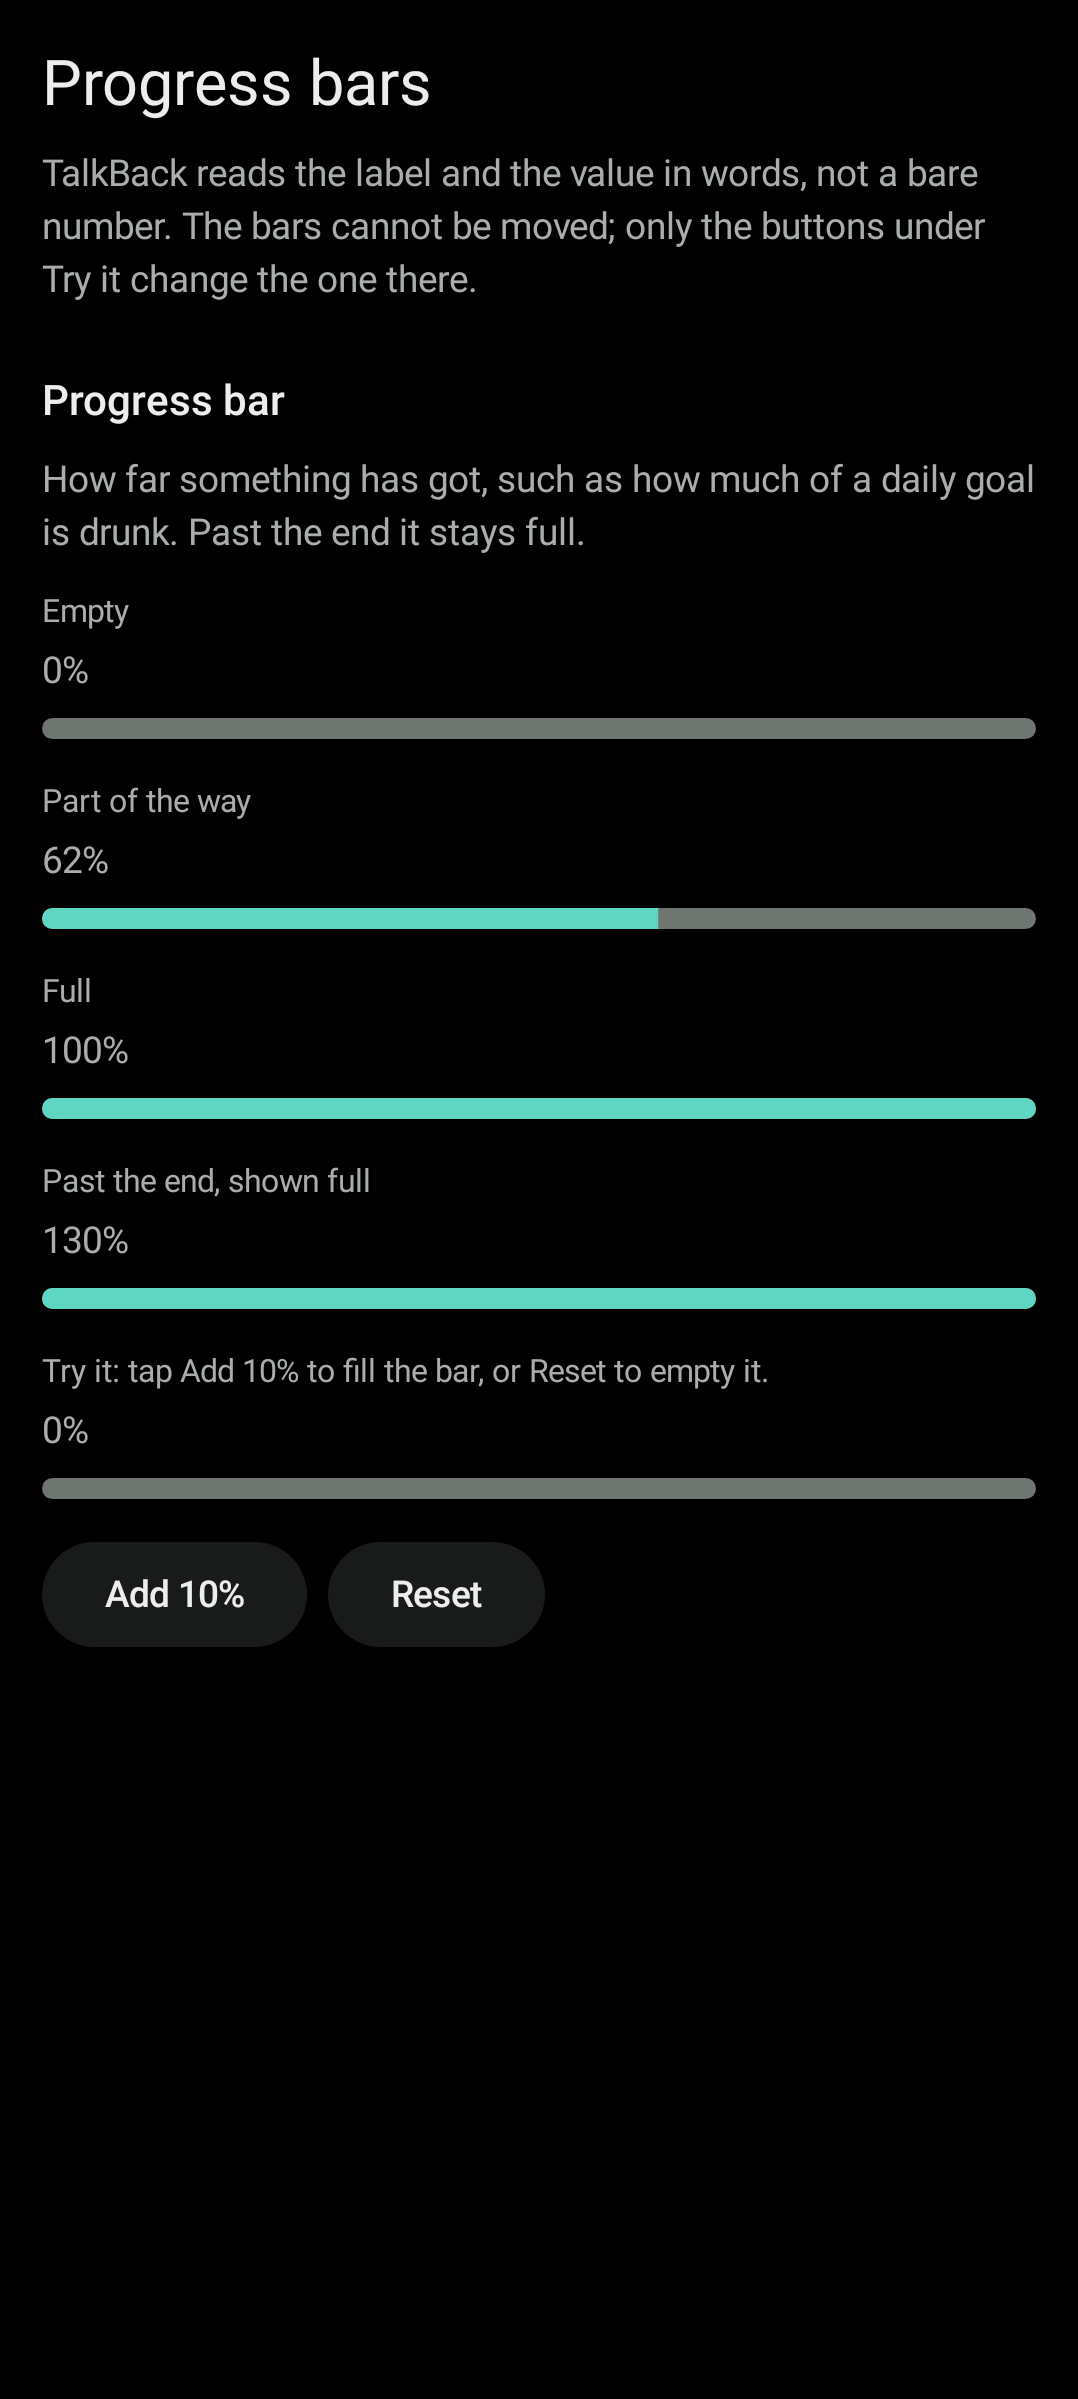 Progress bars
TalkBack reads the label and the value in words, not a bare
number. The bars cannot be moved; only the buttons under
Try it change the one there.
Progress bar
How far something has got, such as how much of a daily goal
is drunk. Past the end it stays full.
Empty
0%
Part of the way
62%
Full
100%
Past the end, shown full
130%
Try it: tap Add 10% to fill the bar, or Reset to empty it.
0%
Add 10%
Reset